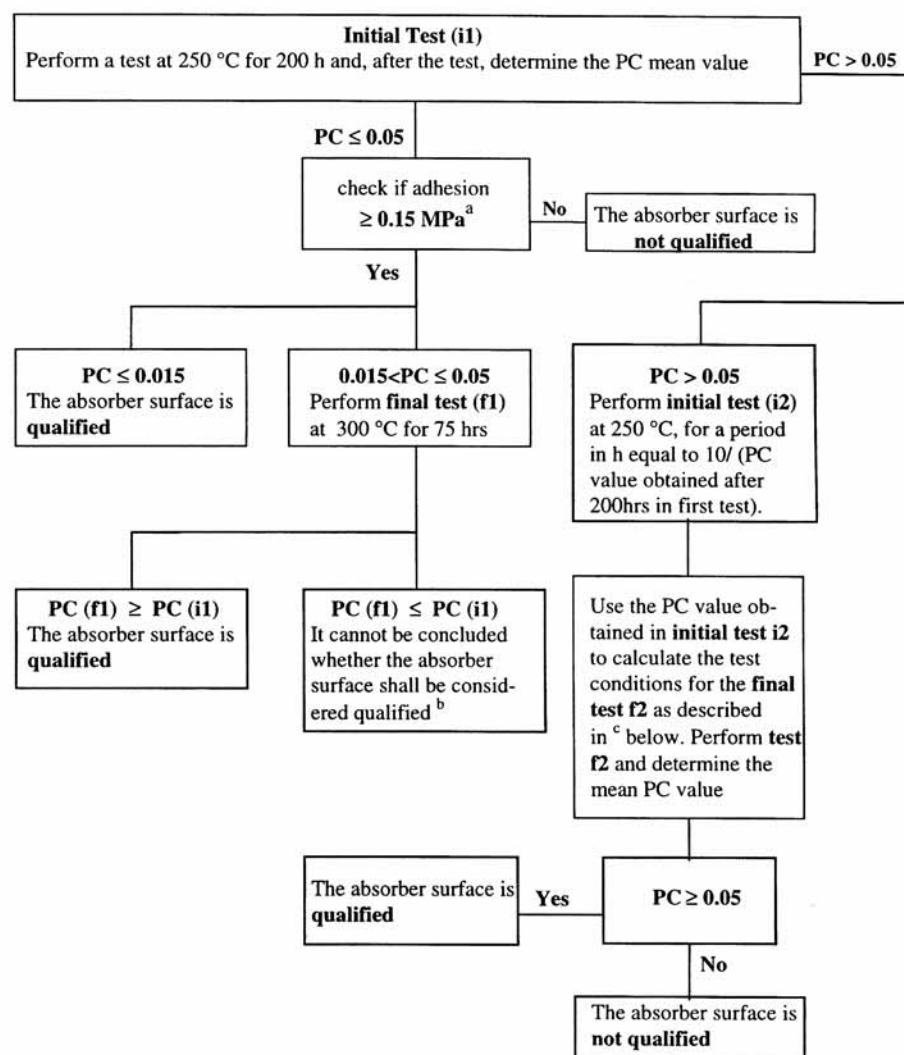 Initial Test (i1)
Perform a test at 250 °C for 200 h and, after the test, determine the PC mean value
PC > 0.05
PC ≤ 0.05
check if adhesion
≥ 0.15 MPa a
No
The absorber surface is
not qualified
Yes
PC ≤ 0.015
The absorber surface is
qualified
0.015<PC ≤ 0.05
Perform final test (f1)
at 300 °C for 75 hrs
PC > 0.05
Perform initial test (i2)
at 250 °C, for a period
in h equal to 10/ (PC
value obtained after
200hrs in first test).
PC (f1) ≥ PC (i1)
The absorber surface is
qualified
PC (f1) ≤ PC (i1)
It cannot be concluded
whether the absorber
surface shall be consid-
ered qualified b
Use the PC value ob-
tained in initial test i2
to calculate the test
conditions for the final
test f2 as described
in c below. Perform test
f2 and determine the
mean PC value
The absorber surface is
qualified
Yes
PC ≥ 0.05
No
The absorber surface is
not qualified